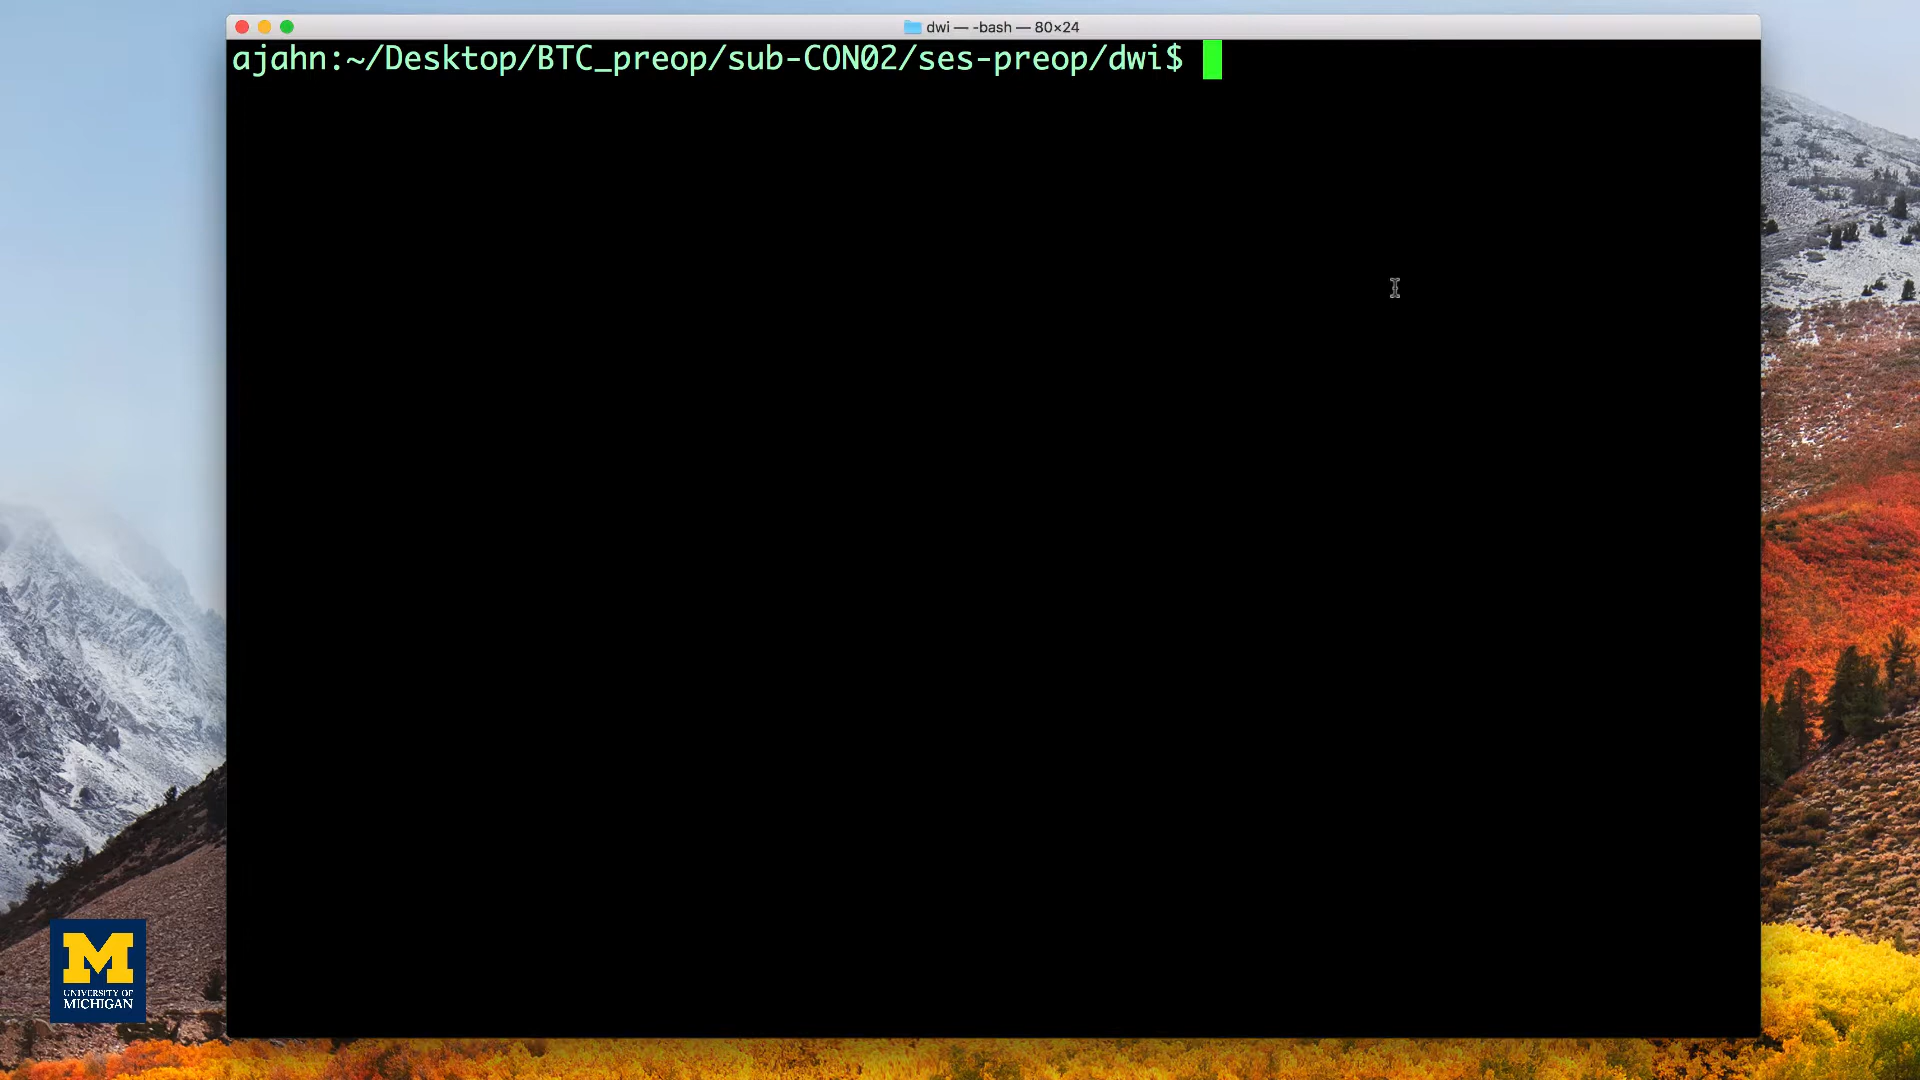 dwi — -bash — 80×24
ajahn:~/Desktop/BTC_preop/sub-CON02/ses-preop/dwi$
M
UNIVERSITY OF
MICHIGAN